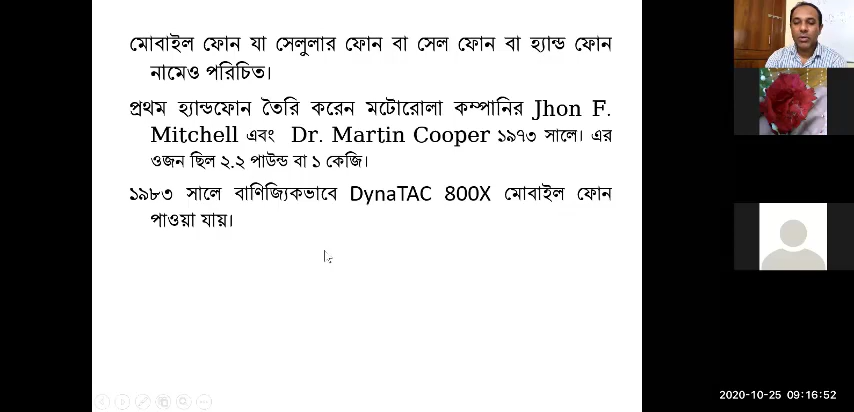 মোবাইল ফোন যা সেলুলার ফোন বা সেল ফোন বা হ্যান্ড ফোন
নামেও পরিচিত।
প্রথম হ্যান্ডফোন তৈরি করেন মটোরোলা কম্পানির Jhon F.
Mitchell এবং Dr. Martin Cooper ১৯৭৩ সালে। এর
ওজন ছিল ২.২ পাউন্ড বা ১ কেজি।
১৯৮৩ সালে বাণিজ্যিকভাবে DynaTAC 800X মোবাইল ফোন
পাওয়া যায়।
2020-10-25 09:16:52